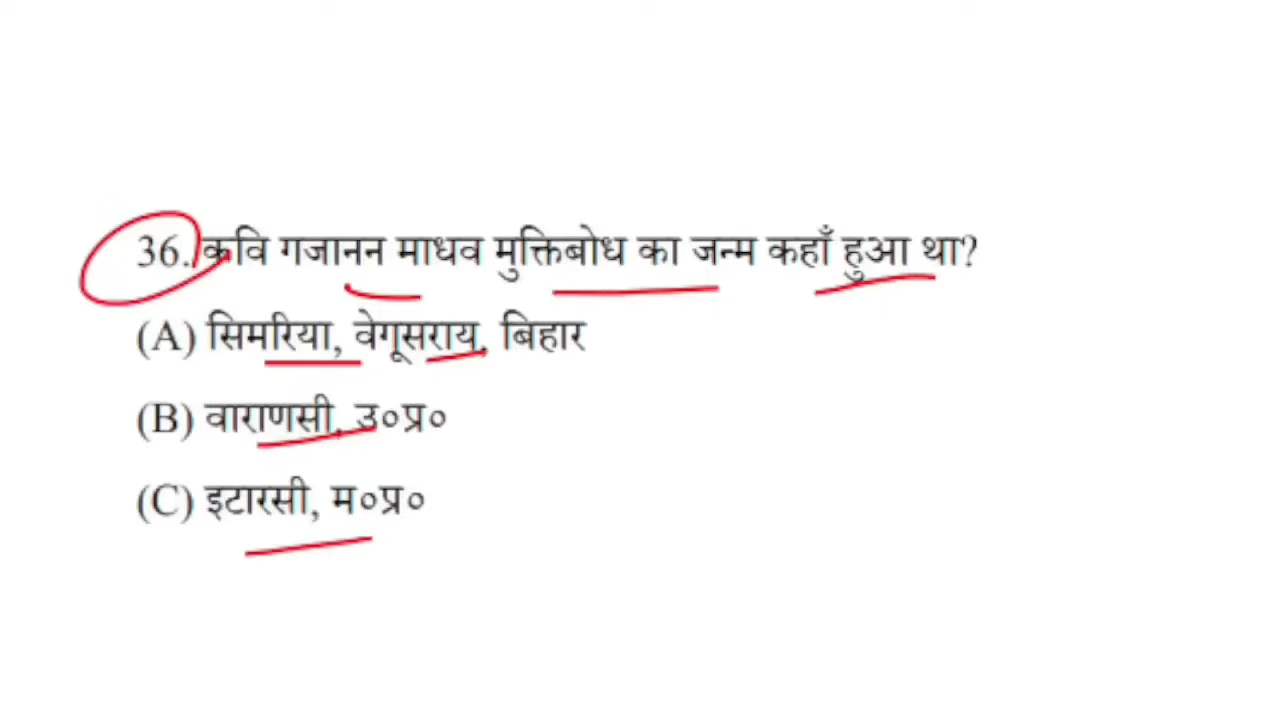 36. कवि गजानन माधव मुक्तिबोध का जन्म कहाँ हुआ था?
(A) सिमरिया, वेगूसराय, बिहार
(B) वाराणसी, उ०प्र०
(C) इटारसी, म०प्र०